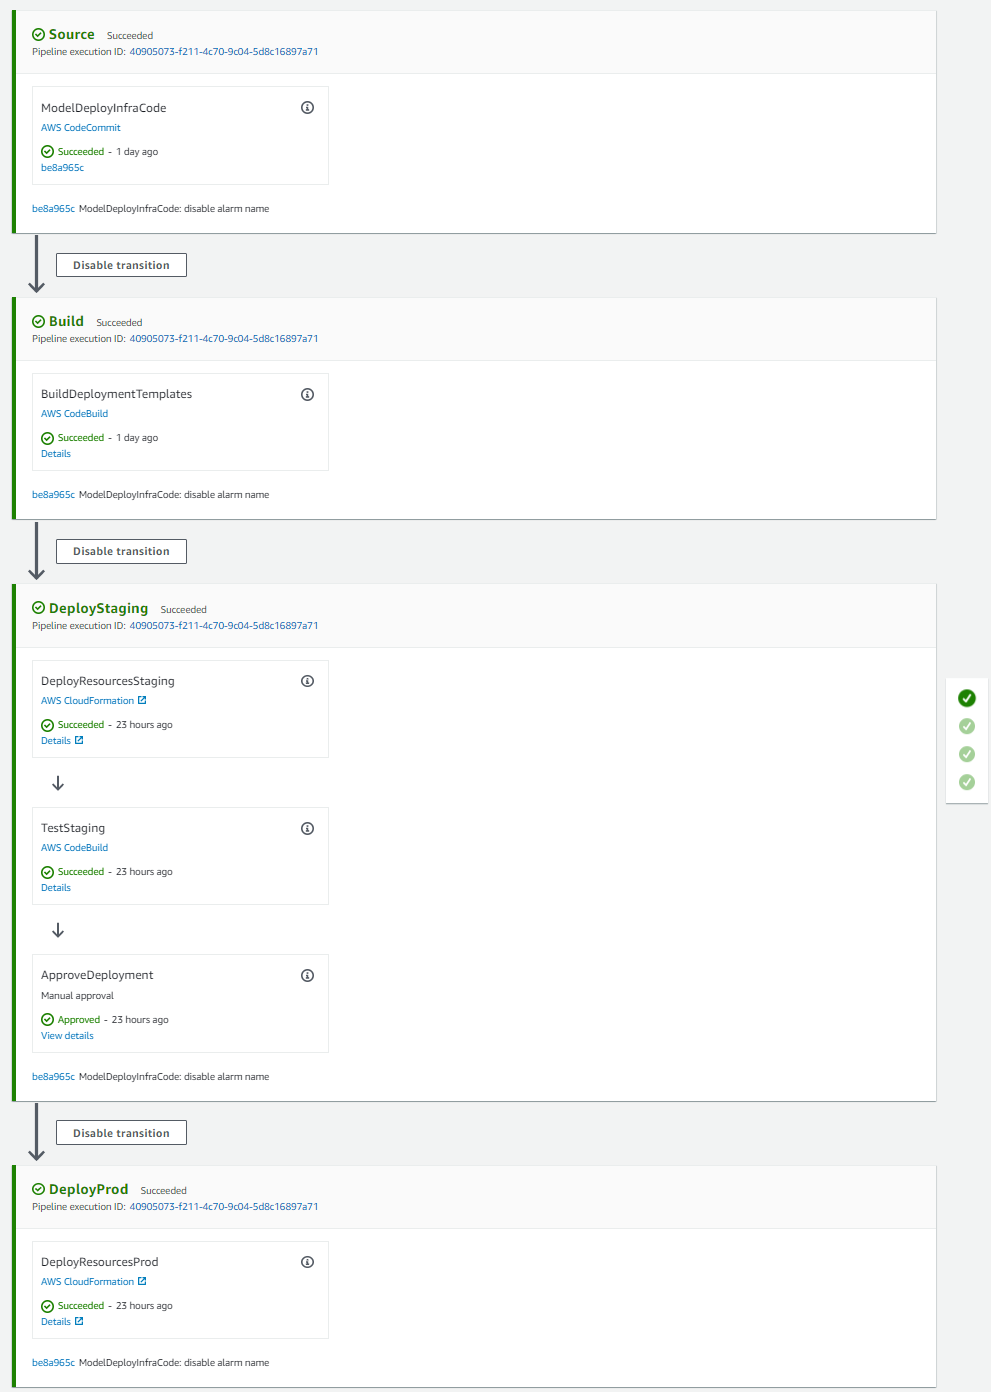 Source Succeeded
Pipeline execution ID: 40905073-f211-4c70-9c04-5d8c16897a71
ModelDeployInfraCode
AWS CodeCommit
Succeeded - 1 day ago
be8a965c
be8a965c ModelDeployInfraCode: disable alarm name
Disable transition
Build Succeeded
Pipeline execution ID: 40905073-f211-4c70-9c04-5d8c16897a71
BuildDeploymentTemplates
AWS CodeBuild
Succeeded - 1 day ago
Details
be8a965c ModelDeployInfraCode: disable alarm name
Disable transition
DeployStaging Succeeded
Pipeline execution ID: 40905073-f211-4c70-9c04-5d8c16897a71
DeployResourcesStaging
AWS CloudFormation
Succeeded - 23 hours ago
Details
TestStaging
AWS CodeBuild
Succeeded - 23 hours ago
Details
ApproveDeployment
Manual approval
Approved - 23 hours ago
View details
be8a965c ModelDeployInfraCode: disable alarm name
Disable transition
DeployProd Succeeded
Pipeline execution ID: 40905073-f211-4c70-9c04-5d8c16897a71
DeployResourcesProd
AWS CloudFormation
Succeeded - 23 hours ago
Details
be8a965c ModelDeployInfraCode: disable alarm name